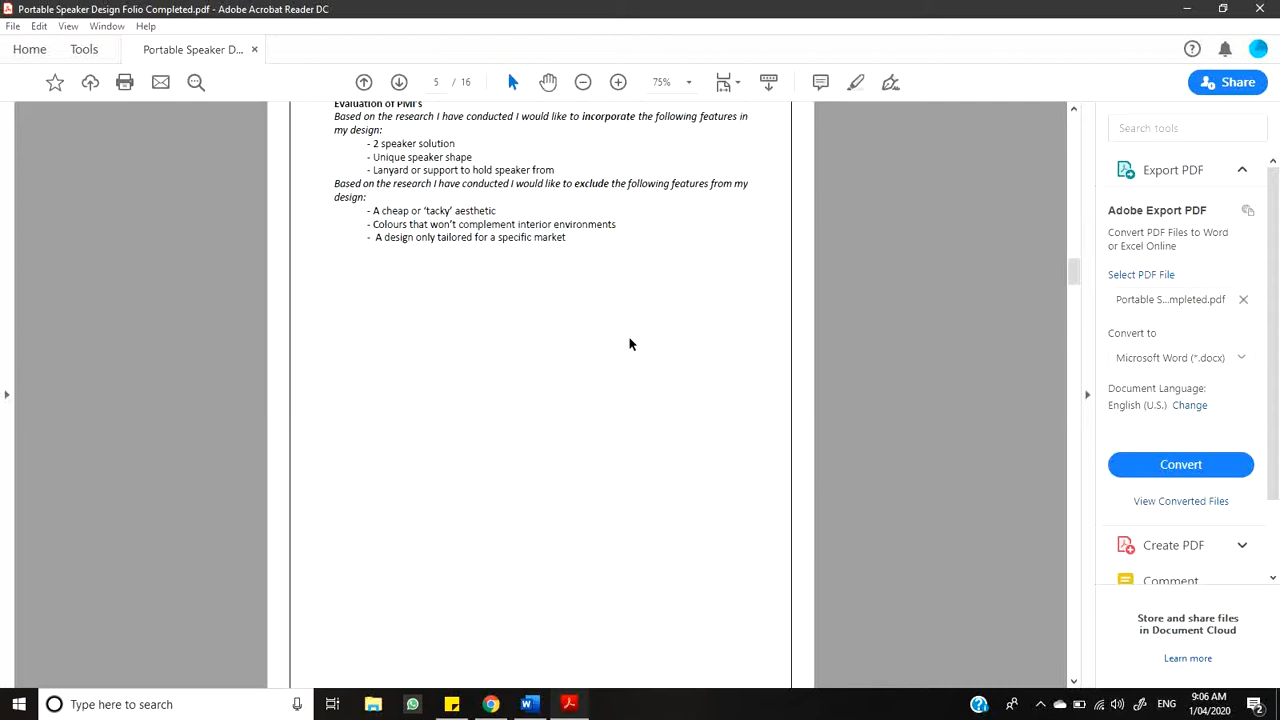 Portable Speaker Design Folio Completed.pdf - Adobe Acrobat Reader DC
File Edit View Window Help
Home Tools Portable Speaker D... ×
5 / 16 75% Share
Evaluation of PMI's
Based on the research I have conducted I would like to incorporate the following features in
my design:
- 2 speaker solution
- Unique speaker shape
- Lanyard or support to hold speaker from
Based on the research I have conducted I would like to exclude the following features from my
design:
- A cheap or ‘tacky’ aesthetic
- Colours that won’t complement interior environments
- A design only tailored for a specific market
Search tools
Export PDF
Adobe Export PDF
Convert PDF Files to Word
or Excel Online
Select PDF File
Portable S...mpleted.pdf
Convert to
Microsoft Word (*.docx)
Document Language:
English (U.S.) Change
Convert
View Converted Files
Create PDF
Comment
Store and share files
in Document Cloud
Learn more
Type here to search
ENG
9:06 AM
1/04/2020
2